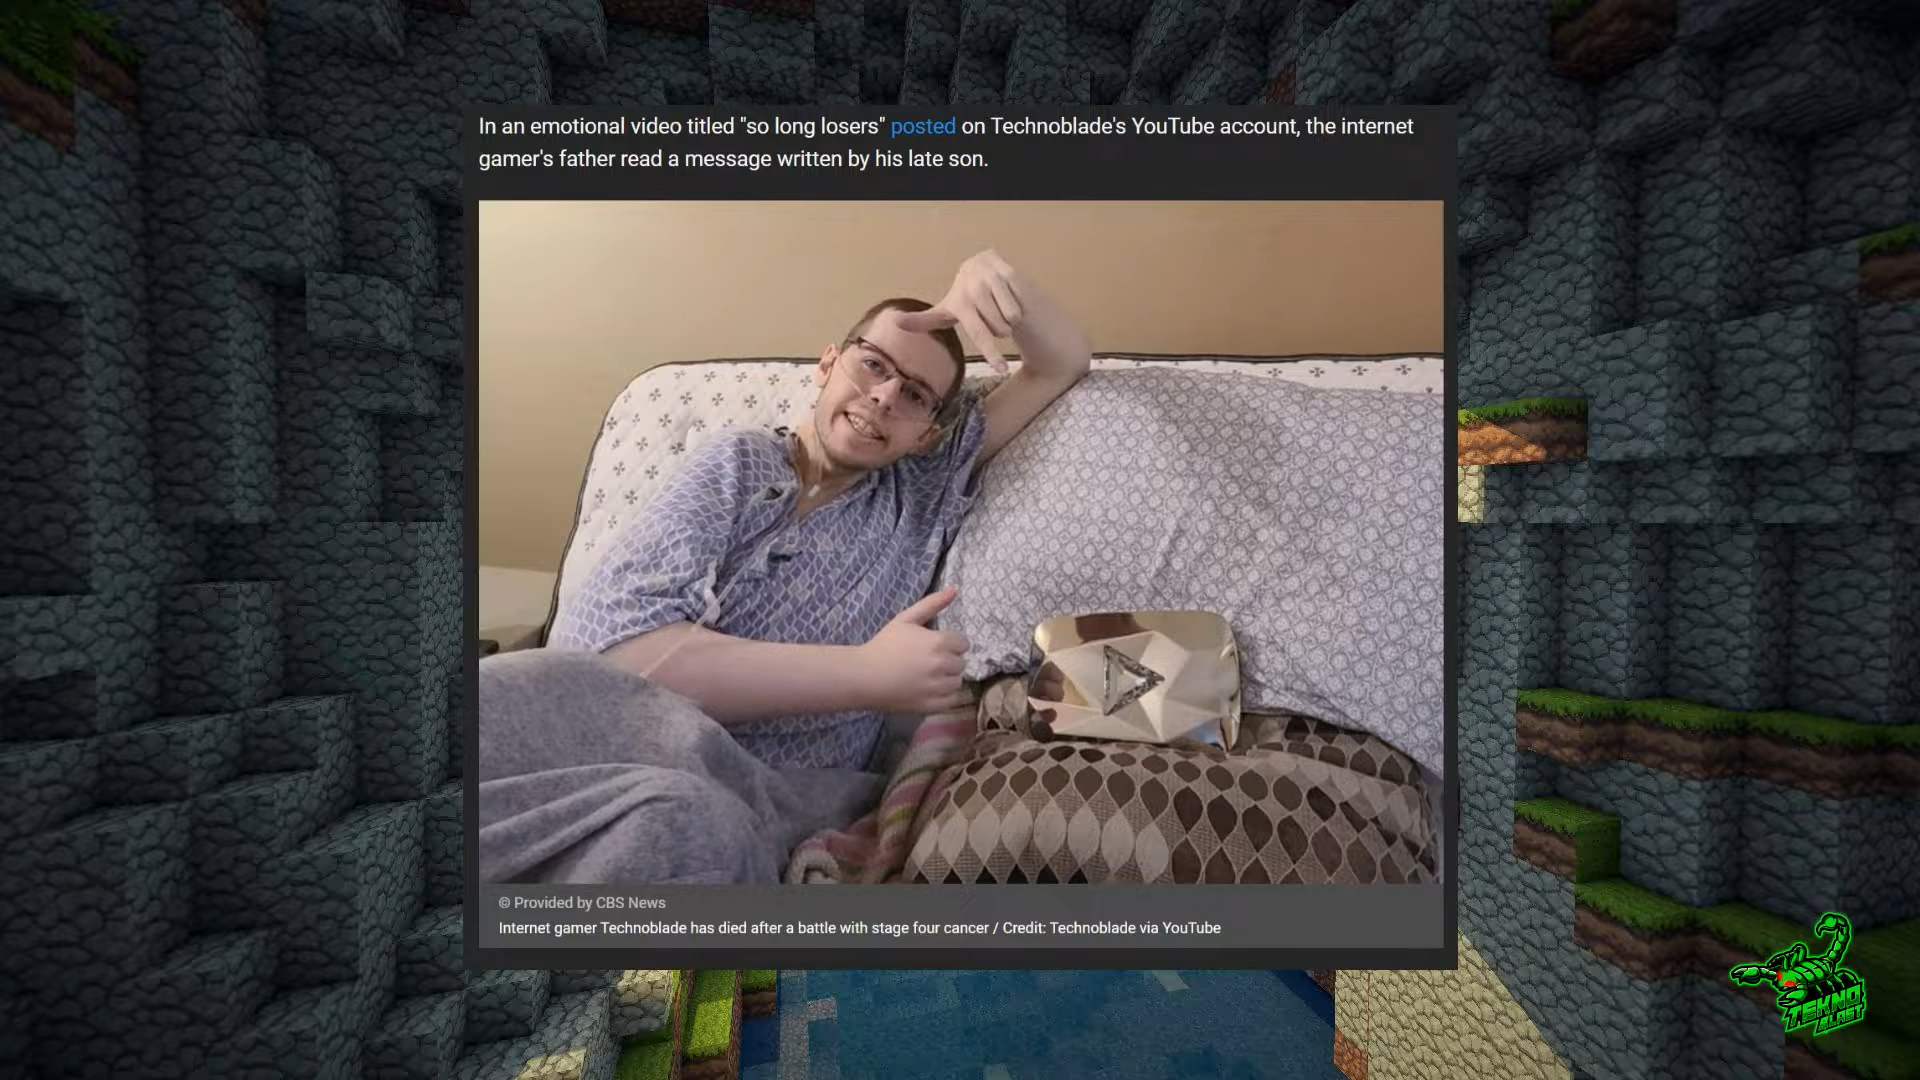 In an emotional video titled "so long losers" posted on Technoblade's YouTube account, the internet
gamer's father read a message written by his late son.
© Provided by CBS News
Internet gamer Technoblade has died after a battle with stage four cancer / Credit: Technoblade via YouTube
TEKNO
BLAST